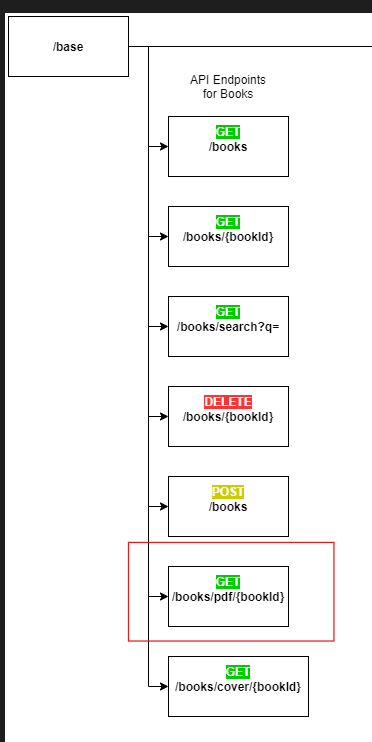 /base
API Endpoints
for Books
GET
/books
GET
/books/{bookId}
GET
/books/search?q=
DELETE
/books/{bookId}
POST
/books
GET
/books/pdf/{bookId}
GET
/books/cover/{bookId}